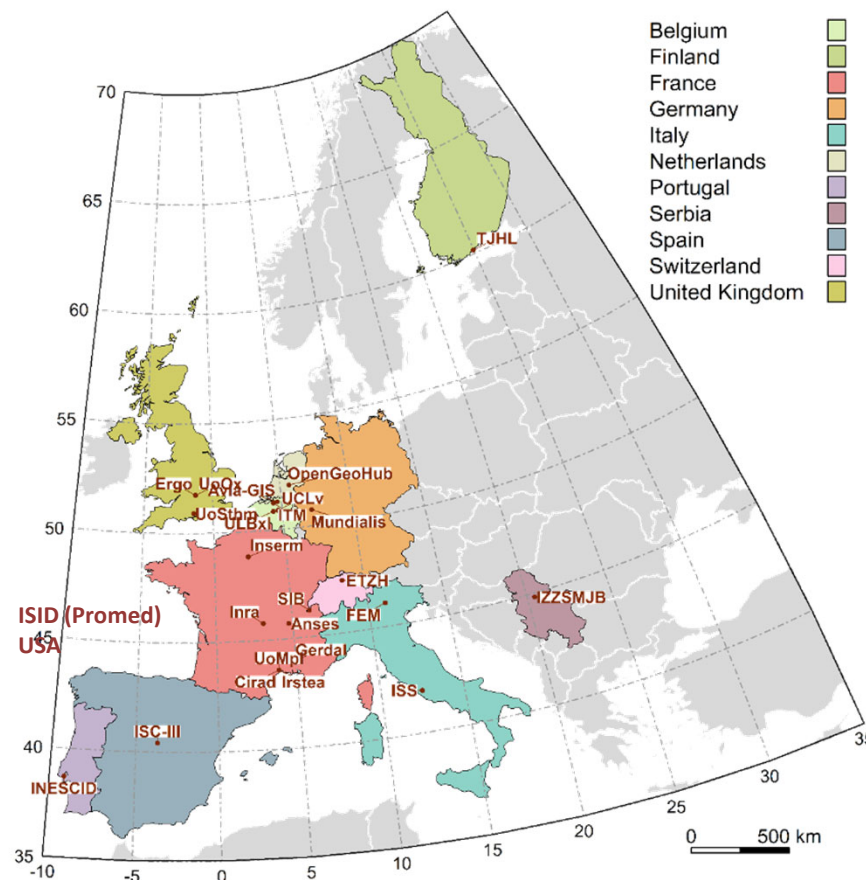 Belgium
Finland
France
Germany
Italy
Netherlands
Portugal
Serbia
Spain
Switzerland
United Kingdom
70
65
60
55
50
45
40
35
TJHL
OpenGeoHub
Ergo UoOx
Avia-GIS
UCLv
UoSthm
ITM
ULBxl
Mundialis
Inserm
ETZH
SIB
IZZSMJB
FEM
ISID (Promed)
USA
Inra
Anses
Gerdal
UoMpl
Cirad Irstea
ISS
ISC-III
INESCID
-10
-5
0
5
10
15
20
25
30
35
0 500 km